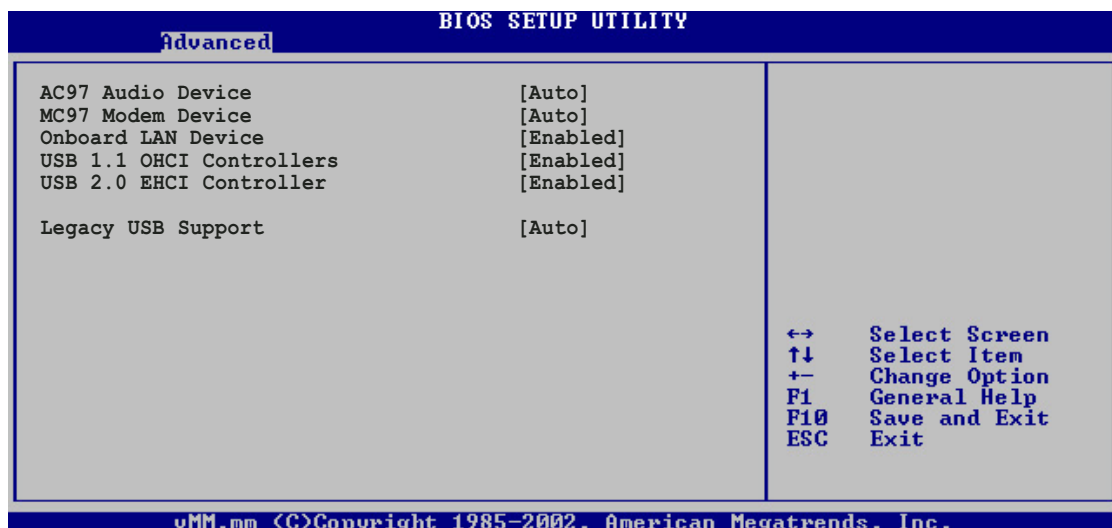 BIOS SETUP UTILITY
Advanced
AC97 Audio Device [Auto]
MC97 Modem Device [Auto]
Onboard LAN Device [Enabled]
USB 1.1 OHCI Controllers [Enabled]
USB 2.0 EHCI Controller [Enabled]
Legacy USB Support [Auto]
←→ Select Screen
↑↓ Select Item
+- Change Option
F1 General Help
F10 Save and Exit
ESC Exit
vMM.mm (C)Copyright 1985-2002, American Megatrends, Inc.